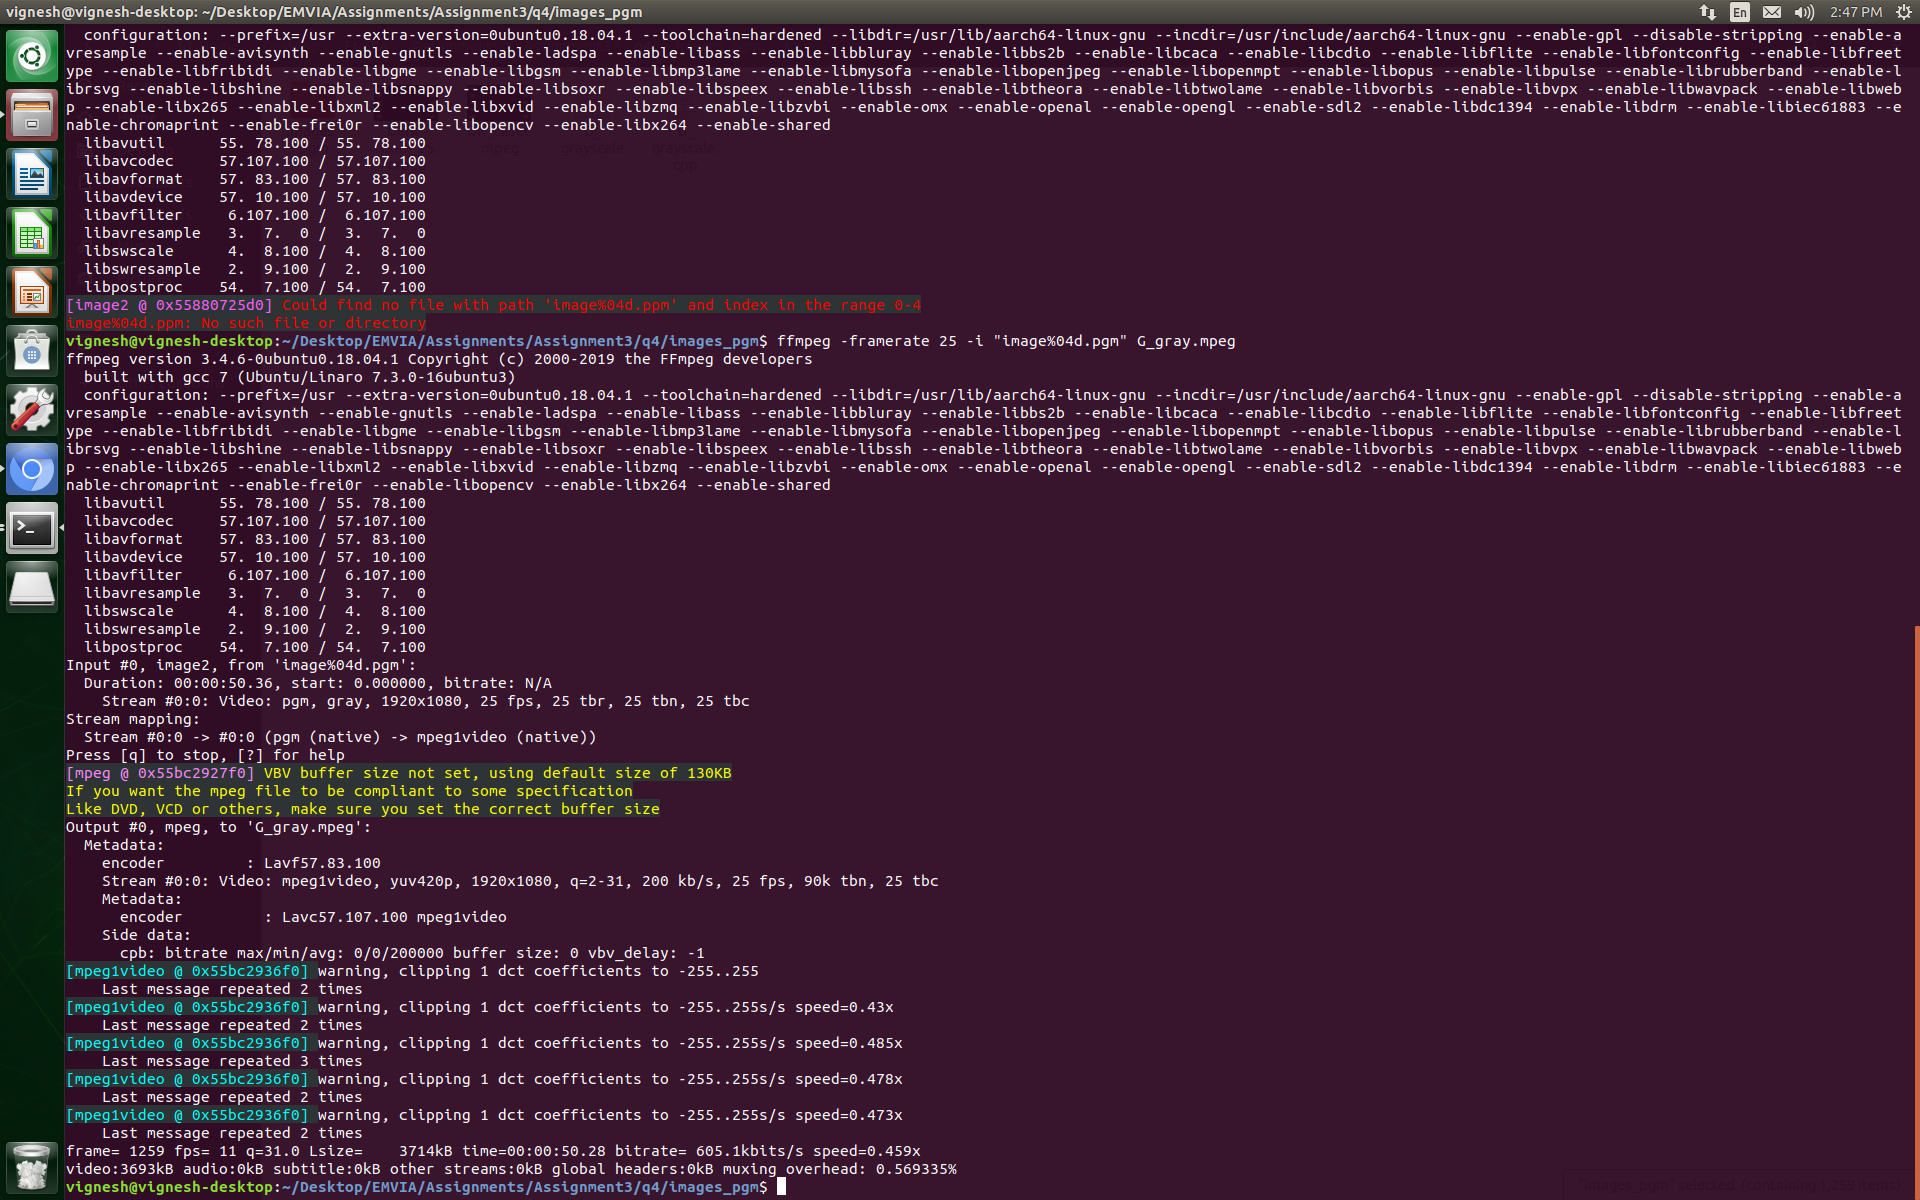 vignesh@vignesh-desktop: ~/Desktop/EMVIA/Assignments/Assignment3/q4/images_pgm
En
2:47 PM
configuration: --prefix=/usr --extra-version=0ubuntu0.18.04.1 --toolchain=hardened --libdir=/usr/lib/aarch64-linux-gnu --incdir=/usr/include/aarch64-linux-gnu --enable-gpl --disable-stripping --enable-a
vresample --enable-avisynth --enable-gnutls --enable-ladspa --enable-libass --enable-libbluray --enable-libbs2b --enable-libcaca --enable-libcdio --enable-libflite --enable-libfontconfig --enable-libfreet
ype --enable-libfribidi --enable-libgme --enable-libgsm --enable-libmp3lame --enable-libmysofa --enable-libopenjpeg --enable-libopenmpt --enable-libopus --enable-libpulse --enable-librubberband --enable-l
ibrsvg --enable-libshine --enable-libsnappy --enable-libsoxr --enable-libspeex --enable-libssh --enable-libtheora --enable-libtwolame --enable-libvorbis --enable-libvpx --enable-libwavpack --enable-libweb
p --enable-libx265 --enable-libxml2 --enable-libxvid --enable-libzmq --enable-libzvbi --enable-omx --enable-openal --enable-opengl --enable-sdl2 --enable-libdc1394 --enable-libdrm --enable-libiec61883 --e
nable-chromaprint --enable-frei0r --enable-libopencv --enable-libx264 --enable-shared
libavutil      55. 78.100 / 55. 78.100
libavcodec     57.107.100 / 57.107.100
libavformat    57. 83.100 / 57. 83.100
libavdevice    57. 10.100 / 57. 10.100
libavfilter     6.107.100 /  6.107.100
libavresample   3.  7.  0 /  3.  7.  0
libswscale      4.  8.100 /  4.  8.100
libswresample   2.  9.100 /  2.  9.100
libpostproc    54.  7.100 / 54.  7.100
[image2 @ 0x55880725d0] Could find no file with path 'image%04d.ppm' and index in the range 0-4
image%04d.ppm: No such file or directory
vignesh@vignesh-desktop:~/Desktop/EMVIA/Assignments/Assignment3/q4/images_pgm$ ffmpeg -framerate 25 -i "image%04d.pgm" G_gray.mpeg
ffmpeg version 3.4.6-0ubuntu0.18.04.1 Copyright (c) 2000-2019 the FFmpeg developers
built with gcc 7 (Ubuntu/Linaro 7.3.0-16ubuntu3)
configuration: --prefix=/usr --extra-version=0ubuntu0.18.04.1 --toolchain=hardened --libdir=/usr/lib/aarch64-linux-gnu --incdir=/usr/include/aarch64-linux-gnu --enable-gpl --disable-stripping --enable-a
vresample --enable-avisynth --enable-gnutls --enable-ladspa --enable-libass --enable-libbluray --enable-libbs2b --enable-libcaca --enable-libcdio --enable-libflite --enable-libfontconfig --enable-libfreet
ype --enable-libfribidi --enable-libgme --enable-libgsm --enable-libmp3lame --enable-libmysofa --enable-libopenjpeg --enable-libopenmpt --enable-libopus --enable-libpulse --enable-librubberband --enable-l
ibrsvg --enable-libshine --enable-libsnappy --enable-libsoxr --enable-libspeex --enable-libssh --enable-libtheora --enable-libtwolame --enable-libvorbis --enable-libvpx --enable-libwavpack --enable-libweb
p --enable-libx265 --enable-libxml2 --enable-libxvid --enable-libzmq --enable-libzvbi --enable-omx --enable-openal --enable-opengl --enable-sdl2 --enable-libdc1394 --enable-libdrm --enable-libiec61883 --e
nable-chromaprint --enable-frei0r --enable-libopencv --enable-libx264 --enable-shared
libavutil      55. 78.100 / 55. 78.100
libavcodec     57.107.100 / 57.107.100
libavformat    57. 83.100 / 57. 83.100
libavdevice    57. 10.100 / 57. 10.100
libavfilter     6.107.100 /  6.107.100
libavresample   3.  7.  0 /  3.  7.  0
libswscale      4.  8.100 /  4.  8.100
libswresample   2.  9.100 /  2.  9.100
libpostproc    54.  7.100 / 54.  7.100
Input #0, image2, from 'image%04d.pgm':
Duration: 00:00:50.36, start: 0.000000, bitrate: N/A
Stream #0:0: Video: pgm, gray, 1920x1080, 25 fps, 25 tbr, 25 tbn, 25 tbc
Stream mapping:
Stream #0:0 -> #0:0 (pgm (native) -> mpeg1video (native))
Press [q] to stop, [?] for help
[mpeg @ 0x55bc2927f0] VBV buffer size not set, using default size of 130KB
If you want the mpeg file to be compliant to some specification
Like DVD, VCD or others, make sure you set the correct buffer size
Output #0, mpeg, to 'G_gray.mpeg':
Metadata:
encoder         : Lavf57.83.100
Stream #0:0: Video: mpeg1video, yuv420p, 1920x1080, q=2-31, 200 kb/s, 25 fps, 90k tbn, 25 tbc
Metadata:
encoder         : Lavc57.107.100 mpeg1video
Side data:
cpb: bitrate max/min/avg: 0/0/200000 buffer size: 0 vbv_delay: -1
[mpeg1video @ 0x55bc2936f0] warning, clipping 1 dct coefficients to -255..255
Last message repeated 2 times
[mpeg1video @ 0x55bc2936f0] warning, clipping 1 dct coefficients to -255..255s/s speed=0.43x
Last message repeated 2 times
[mpeg1video @ 0x55bc2936f0] warning, clipping 1 dct coefficients to -255..255s/s speed=0.485x
Last message repeated 3 times
[mpeg1video @ 0x55bc2936f0] warning, clipping 1 dct coefficients to -255..255s/s speed=0.478x
Last message repeated 2 times
[mpeg1video @ 0x55bc2936f0] warning, clipping 1 dct coefficients to -255..255s/s speed=0.473x
Last message repeated 2 times
frame= 1259 fps= 11 q=31.0 Lsize=    3714kB time=00:00:50.28 bitrate= 605.1kbits/s speed=0.459x
video:3693kB audio:0kB subtitle:0kB other streams:0kB global headers:0kB muxing overhead: 0.569335%
vignesh@vignesh-desktop:~/Desktop/EMVIA/Assignments/Assignment3/q4/images_pgm$